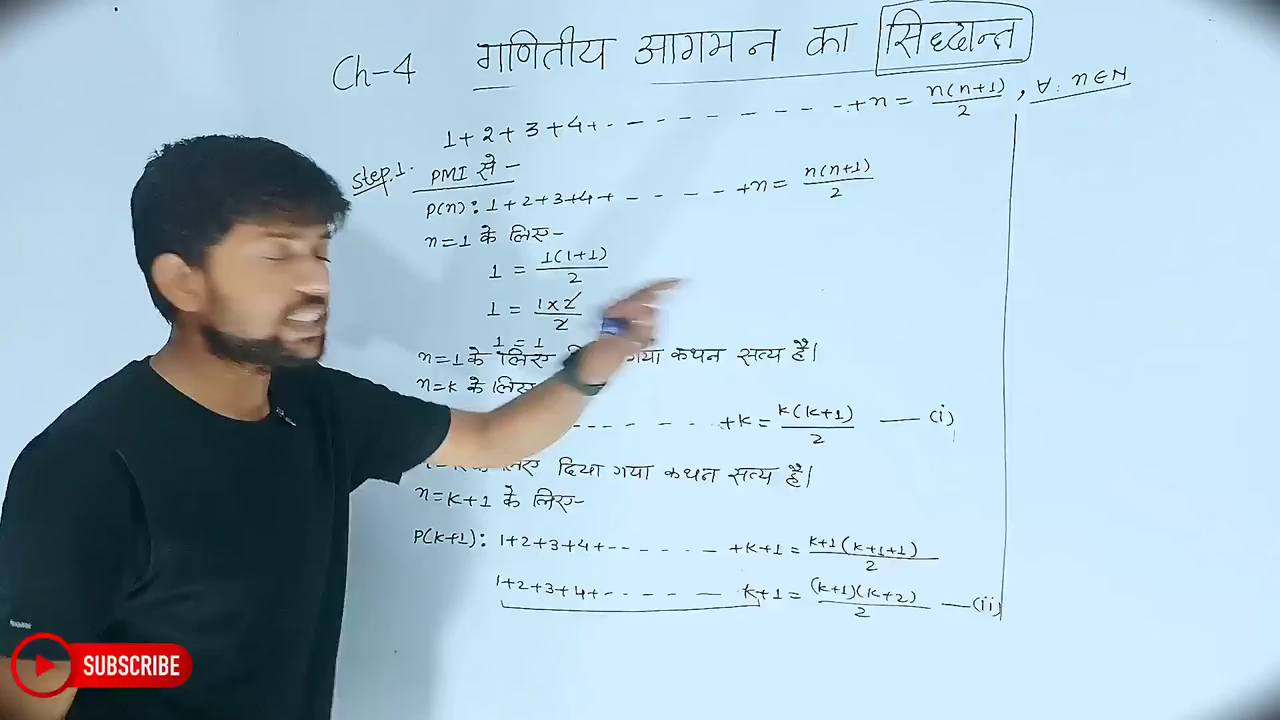 Ch-4 गणितीय आगमन का सिध्दान्त
1+2+3+4+.----------+n = n(n+1)/2, ∀. n∈N
step.1. PMI से -
P(n): 1+2+3+4+ ----- +n = n(n+1)/2
n=1 के लिए-
1 = 1(1+1)/2
1 = 1×2/2
1 = 1
n=1 के लिए गया कथन सत्य है।
n=k के लिए
------ +k = k(k+1)/2 —(i)
के लिए दिया गया कथन सत्य है।
n=k+1 के लिए-
P(k+1): 1+2+3+4+------ +k+1 = k+1(k+1+1)/2
1+2+3+4+------ k+1 = (k+1)(k+2)/2 —(ii)
SUBSCRIBE